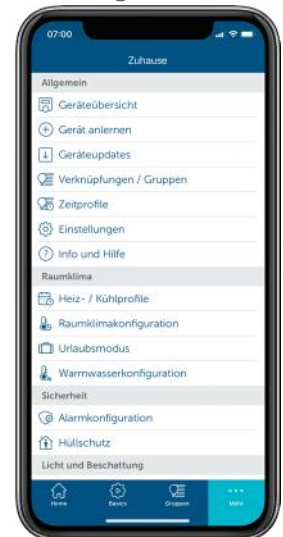 07:00
Zuhause
Allgemein
Geräteübersicht
Gerät anlernen
Geräteupdates
Verknüpfungen / Gruppen
Zeitprofile
Einstellungen
Info und Hilfe
Raumklima
Heiz- / Kühlprofile
Raumklimakonfiguration
Urlaubsmodus
Warmwasserkonfiguration
Sicherheit
Alarmkonfiguration
Hüllschutz
Licht und Beschattung
Home Basics Gruppen Mehr